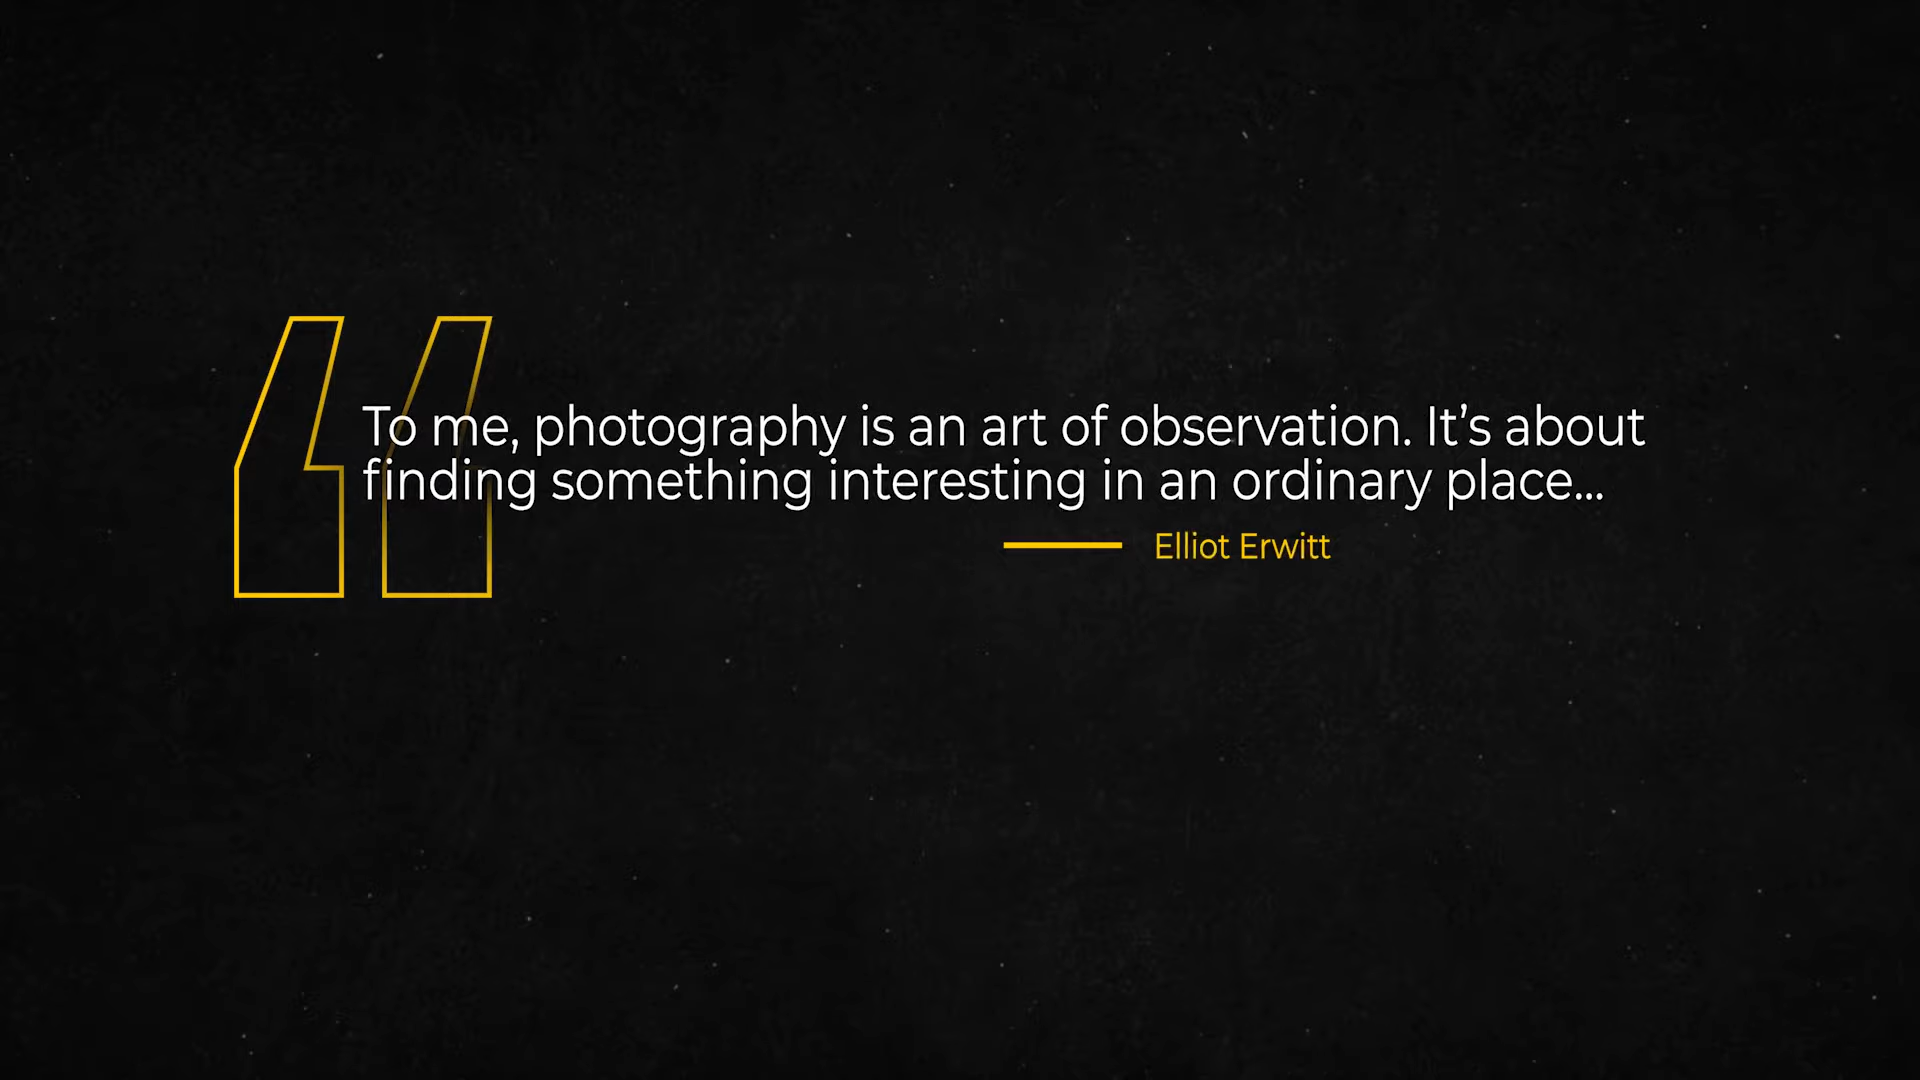 To me, photography is an art of observation. It’s about
finding something interesting in an ordinary place...
Elliot Erwitt